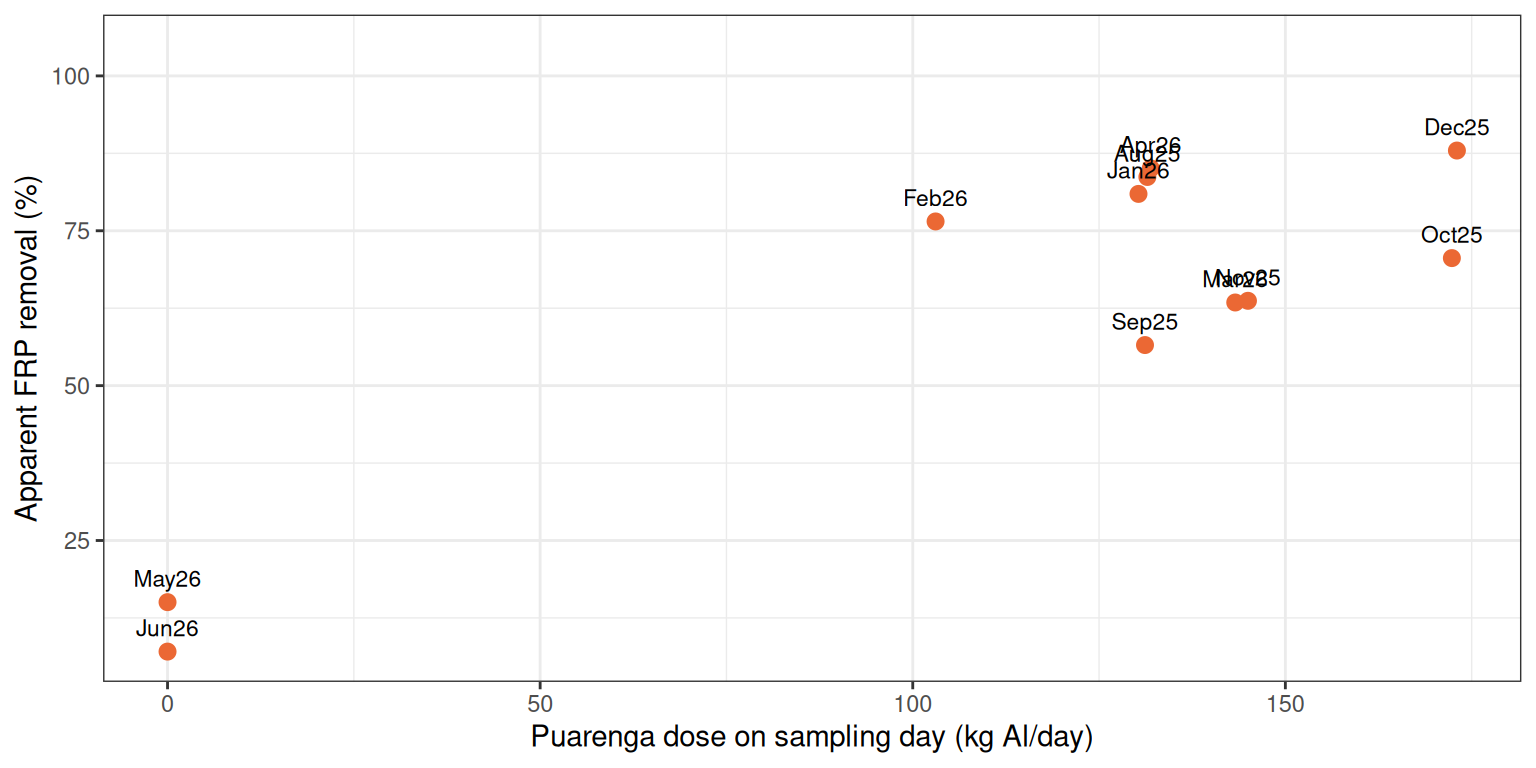 100
75
50
25
Apparent FRP removal (%)
Dec25
Apr26
Aug25
Jan26
Feb26
Oct25
Mar26
Nov25
Sep25
May26
Jun26
0
50
100
150
Puarenga dose on sampling day (kg Al/day)